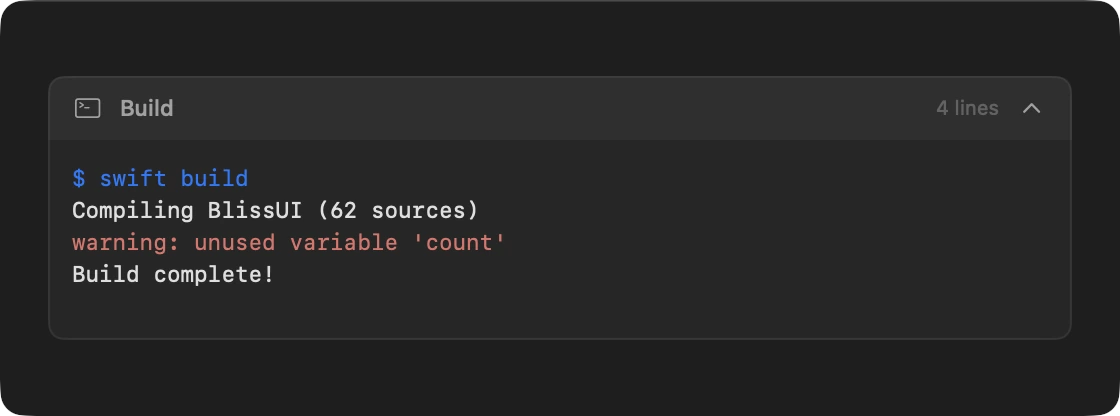 Build
4 lines
$ swift build
Compiling BlissUI (62 sources)
warning: unused variable 'count'
Build complete!